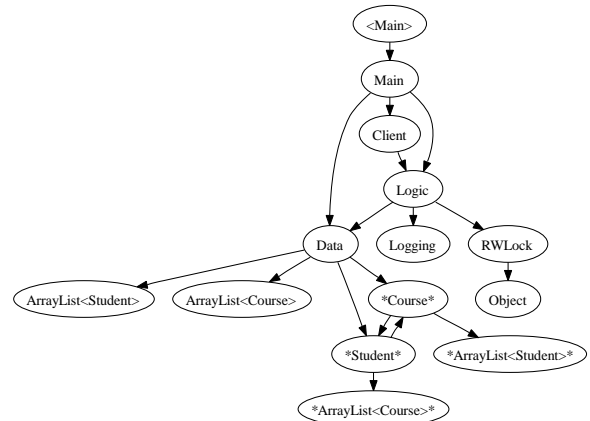 <Main>
Main
Client
Logic
Data
Logging
RWLock
ArrayList<Student>
ArrayList<Course>
*Course*
Object
*Student*
*ArrayList<Student>*
*ArrayList<Course>*